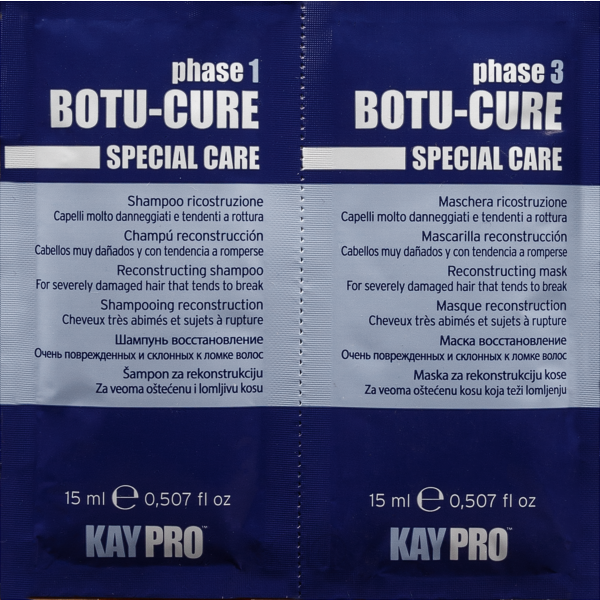 phase 1
BOTU-CURE
SPECIAL CARE
Shampoo ricostruzione
Capelli molto danneggiati e tendenti a rottura
Champú reconstrucción
Cabellos muy dañados y con tendencia a romperse
Reconstructing shampoo
For severely damaged hair that tends to break
Shampooing reconstruction
Cheveux très abimés et sujets à rupture
Шампунь восстановление
Очень поврежденных и склонных к ломке волос
Šampon za rekonstrukciju
Za veoma oštećenu i lomljivu kosu
15 ml ℮ 0,507 fl oz
KAYPRO™
phase 3
BOTU-CURE
SPECIAL CARE
Maschera ricostruzione
Capelli molto danneggiati e tendenti a rottura
Mascarilla reconstrucción
Cabellos muy dañados y con tendencia a romperse
Reconstructing mask
For severely damaged hair that tends to break
Masque reconstruction
Cheveux très abimés et sujets à rupture
Маска восстановление
Очень поврежденных и склонных к ломке волос
Maska za rekonstrukciju kose
Za veoma oštećenu kosu koja teži lomljenju
15 ml ℮ 0,507 fl oz
KAYPRO™